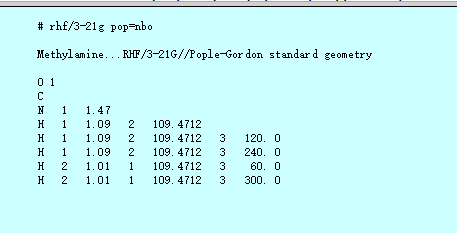 # rhf/3-21g pop=nbo
Methylamine...RHF/3-21G//Pople-Gordon standard geometry
0 1
C
N 1 1.47
H 1 1.09 2 109.4712
H 1 1.09 2 109.4712 3 120. 0
H 1 1.09 2 109.4712 3 240. 0
H 2 1.01 1 109.4712 3 60. 0
H 2 1.01 1 109.4712 3 300. 0